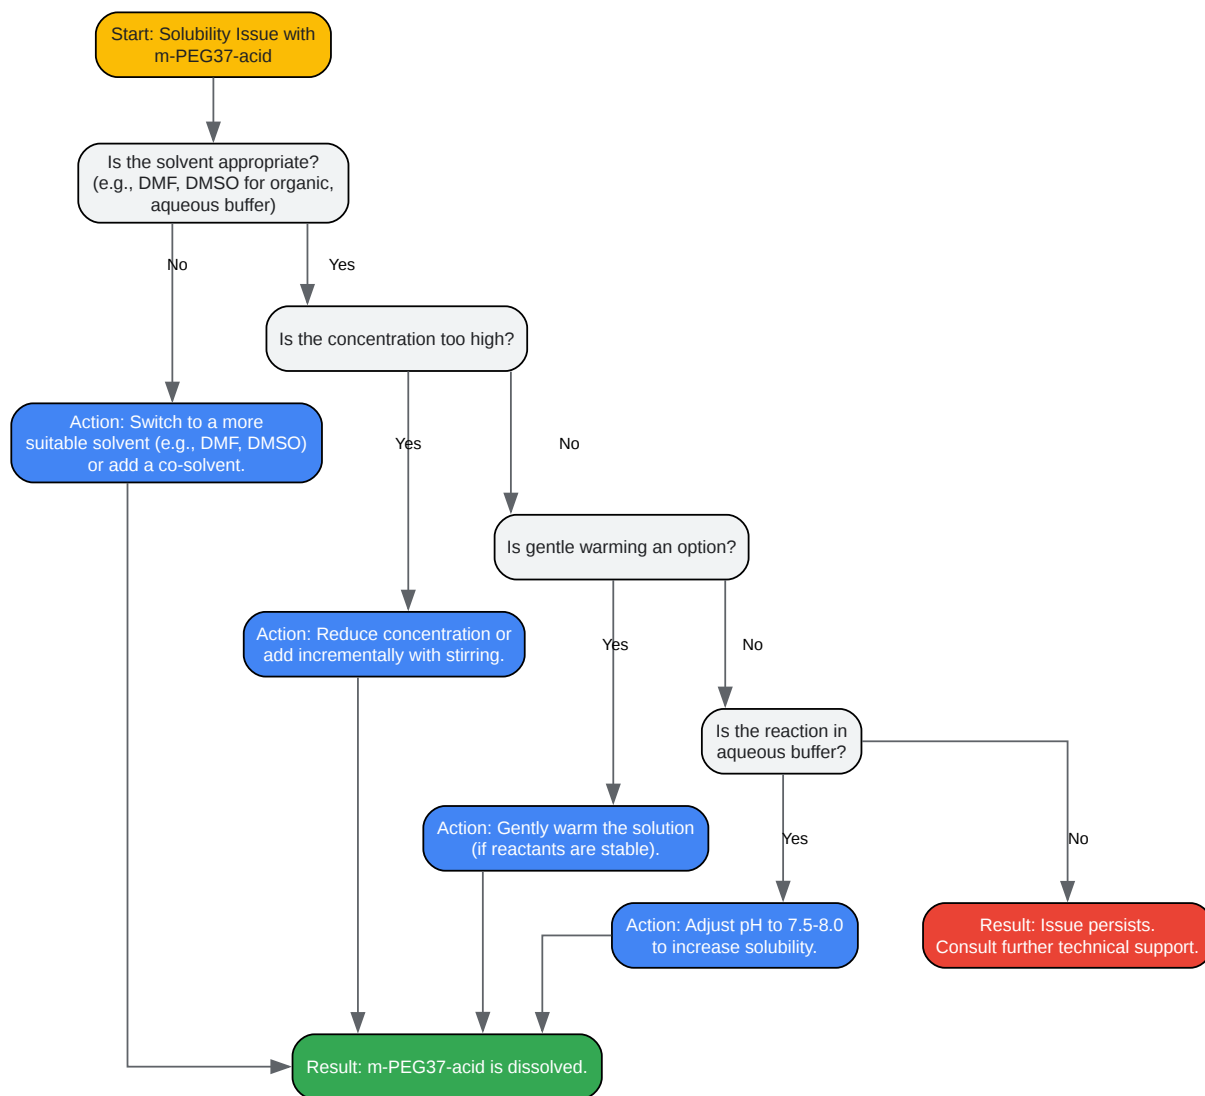 Start: Solubility Issue with
m-PEG37-acid
Is the solvent appropriate?
(e.g., DMF, DMSO for organic,
aqueous buffer)
No
Yes
Is the concentration too high?
Action: Switch to a more
suitable solvent (e.g., DMF, DMSO)
or add a co-solvent.
Yes
No
Is gentle warming an option?
Action: Reduce concentration or
add incrementally with stirring.
Yes
No
Is the reaction in
aqueous buffer?
Action: Gently warm the solution
(if reactants are stable).
Yes
No
Action: Adjust pH to 7.5-8.0
to increase solubility.
Result: Issue persists.
Consult further technical support.
Result: m-PEG37-acid is dissolved.